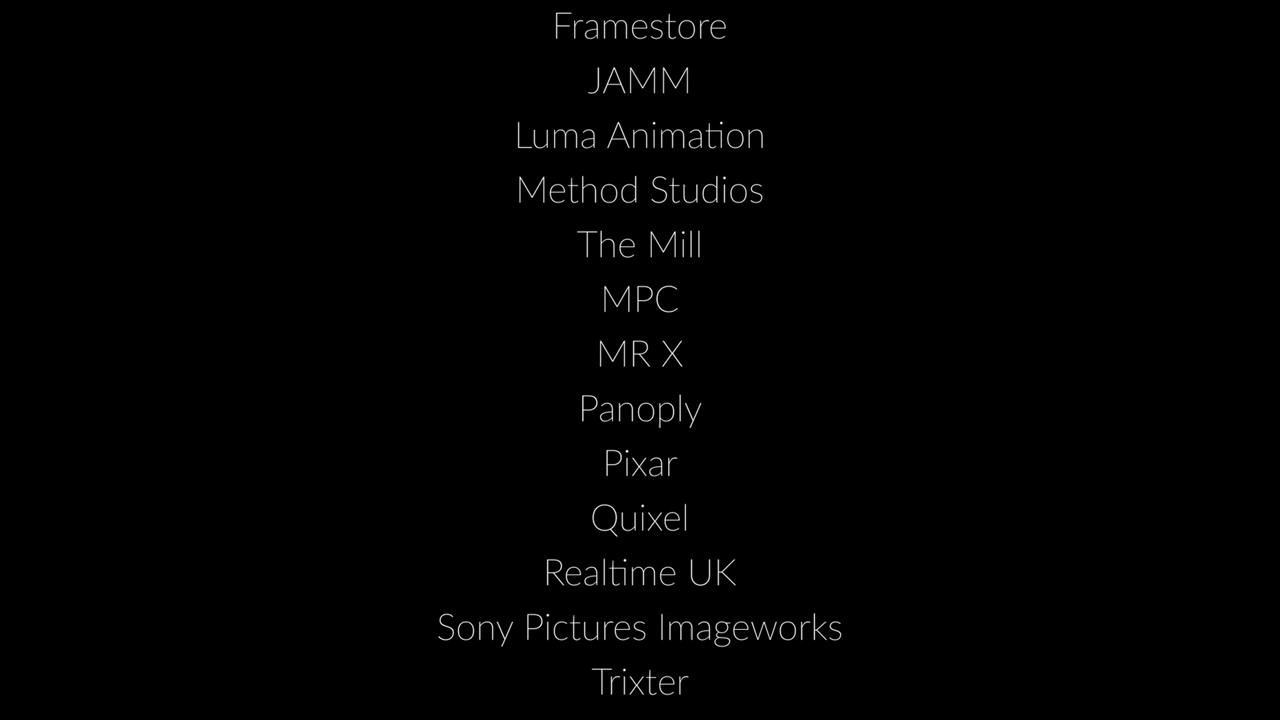 Framestore
JAMM
Luma Animation
Method Studios
The Mill
MPC
MR X
Panoply
Pixar
Quixel
Realtime UK
Sony Pictures Imageworks
Trixter